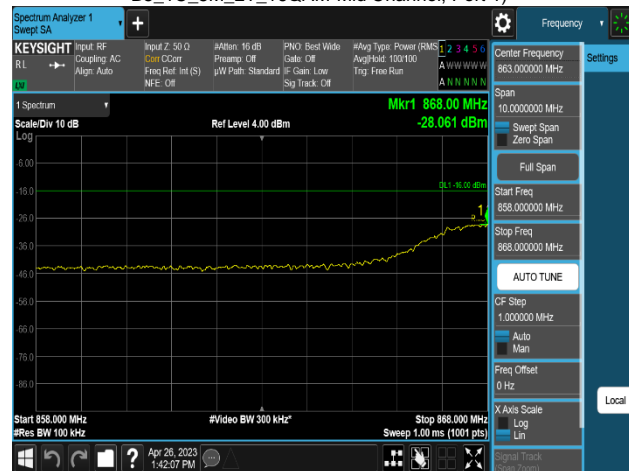 Spectrum Analyzer 1
Swept SA
Frequency
KEYSIGHT
RL
Input: RF
Coupling: AC
Align: Auto
Input Z: 50 Ω
Corr CCorr
Freq Ref: Int (S)
NFE: Off
#Atten: 16 dB
Preamp: Off
µW Path: Standard
PNO: Best Wide
Gate: Off
IF Gain: Low
Sig Track: Off
#Avg Type: Power (RMS
Avg|Hold: 100/100
Trig: Free Run
1 2 3 4 5 6
A W W W W W
A N N N N N
1 Spectrum
Scale/Div 10 dB
Log
Ref Level 4.00 dBm
Mkr1 868.00 MHz
-28.061 dBm
DL1 -16.00 dBm
1
-6.00
-16.0
-26.0
-36.0
-46.0
-56.0
-66.0
-76.0
-86.0
Start 858.000 MHz
#Res BW 100 kHz
#Video BW 300 kHz*
Stop 868.000 MHz
Sweep 1.00 ms (1001 pts)
Apr 26, 2023
1:42:07 PM
Center Frequency
863.000000 MHz
Settings
Span
10.0000000 MHz
Swept Span
Zero Span
Full Span
Start Freq
858.000000 MHz
Stop Freq
868.000000 MHz
AUTO TUNE
CF Step
1.000000 MHz
Auto
Man
Freq Offset
0 Hz
X Axis Scale
Log
Lin
Local
Signal Track
(Span Zoom)